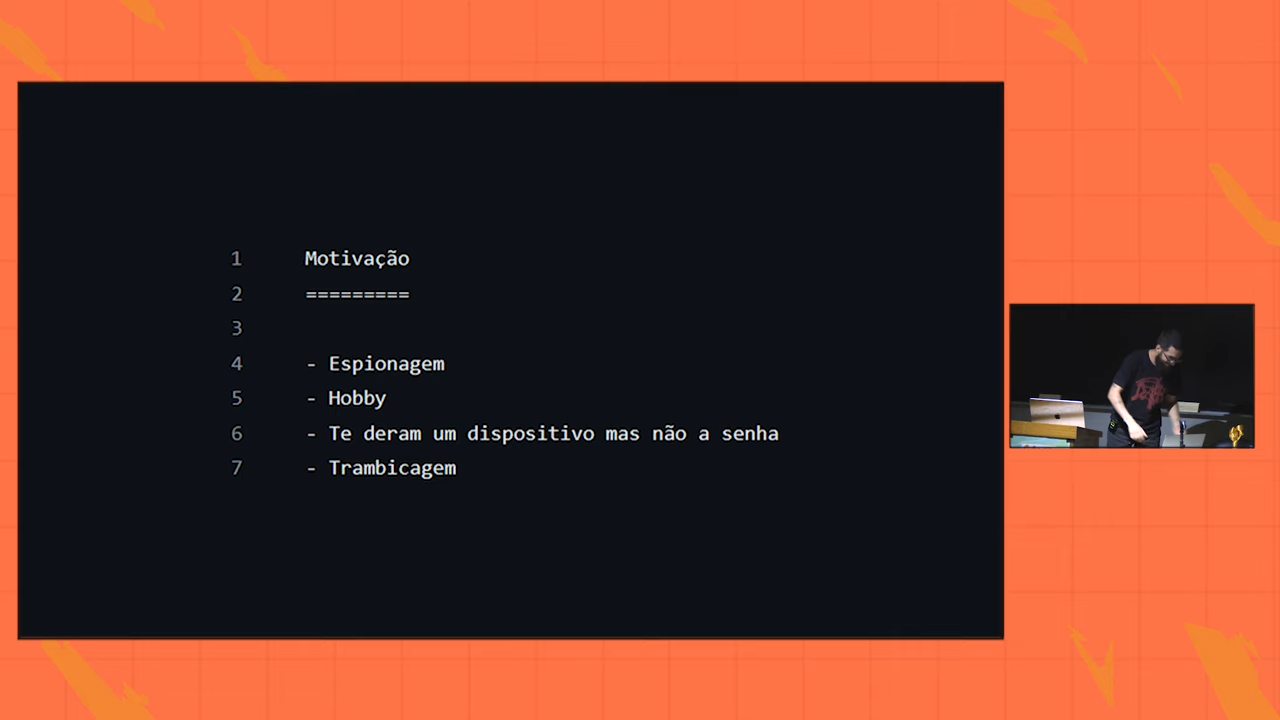 1 Motivação
2 =========
3
4 - Espionagem
5 - Hobby
6 - Te deram um dispositivo mas não a senha
7 - Trambicagem